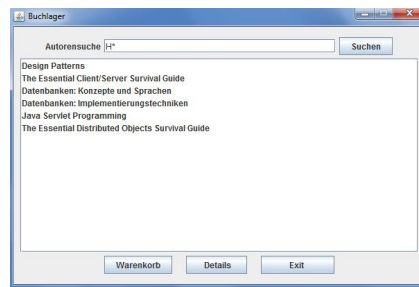 Buchlager
Autorensuche H* Suchen
Design Patterns
The Essential Client/Server Survival Guide
Datenbanken: Konzepte und Sprachen
Datenbanken: Implementierungstechniken
Java Servlet Programming
The Essential Distributed Objects Survival Guide
Warenkorb Details Exit